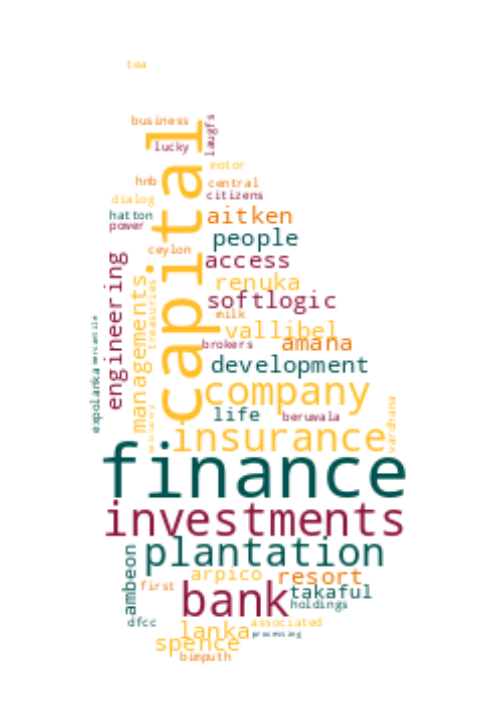 tea
business
capital
laugfs
lucky
motor
hnb
central
dialog
citizens
hatton
aitken
power
people
ceylon
access
engineering
renuka
managements
treasuries
softlogic
milk
vallibel
expolanka
mercantile
brokers
amana
development
company
life
beruwala
vardhana
insurance
finance
investments
plantation
ambeon
arpico
resort
first
bank
takaful
holdings
dfcc
lanka
associated
processing
spence
bimputh